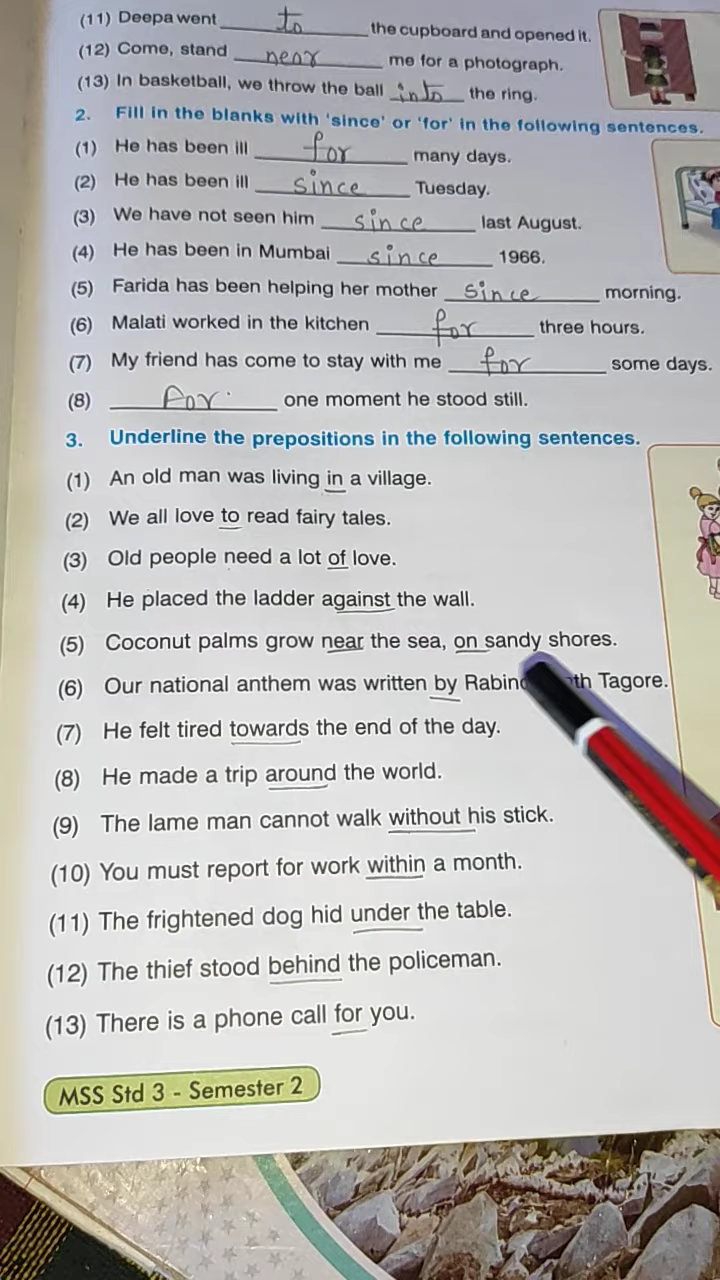 (11) Deepa went to the cupboard and opened it.
(12) Come, stand near me for a photograph.
(13) In basketball, we throw the ball into the ring.
2. Fill in the blanks with 'since' or 'for' in the following sentences.
(1) He has been ill for many days.
(2) He has been ill since Tuesday.
(3) We have not seen him since last August.
(4) He has been in Mumbai since 1966.
(5) Farida has been helping her mother since morning.
(6) Malati worked in the kitchen for three hours.
(7) My friend has come to stay with me for some days.
(8) For one moment he stood still.
3. Underline the prepositions in the following sentences.
(1) An old man was living in a village.
(2) We all love to read fairy tales.
(3) Old people need a lot of love.
(4) He placed the ladder against the wall.
(5) Coconut palms grow near the sea, on sandy shores.
(6) Our national anthem was written by Tagore.
(7) He felt tired towards the end of the day.
(8) He made a trip around the world.
(9) The lame man cannot walk without his stick.
(10) You must report for work within a month.
(11) The frightened dog hid under the table.
(12) The thief stood behind the policeman.
(13) There is a phone call for you.
MSS Std 3 - Semester 2